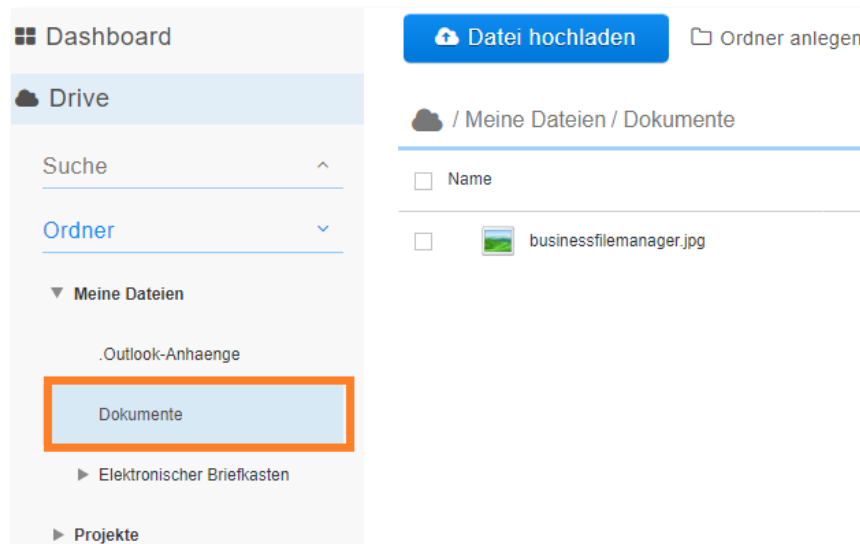 Dashboard
Drive
Suche
Ordner
Meine Dateien
.Outlook-Anhaenge
Dokumente
Elektronischer Briefkasten
Projekte
Datei hochladen
Ordner anlegen
/ Meine Dateien / Dokumente
Name
businessfilemanager.jpg